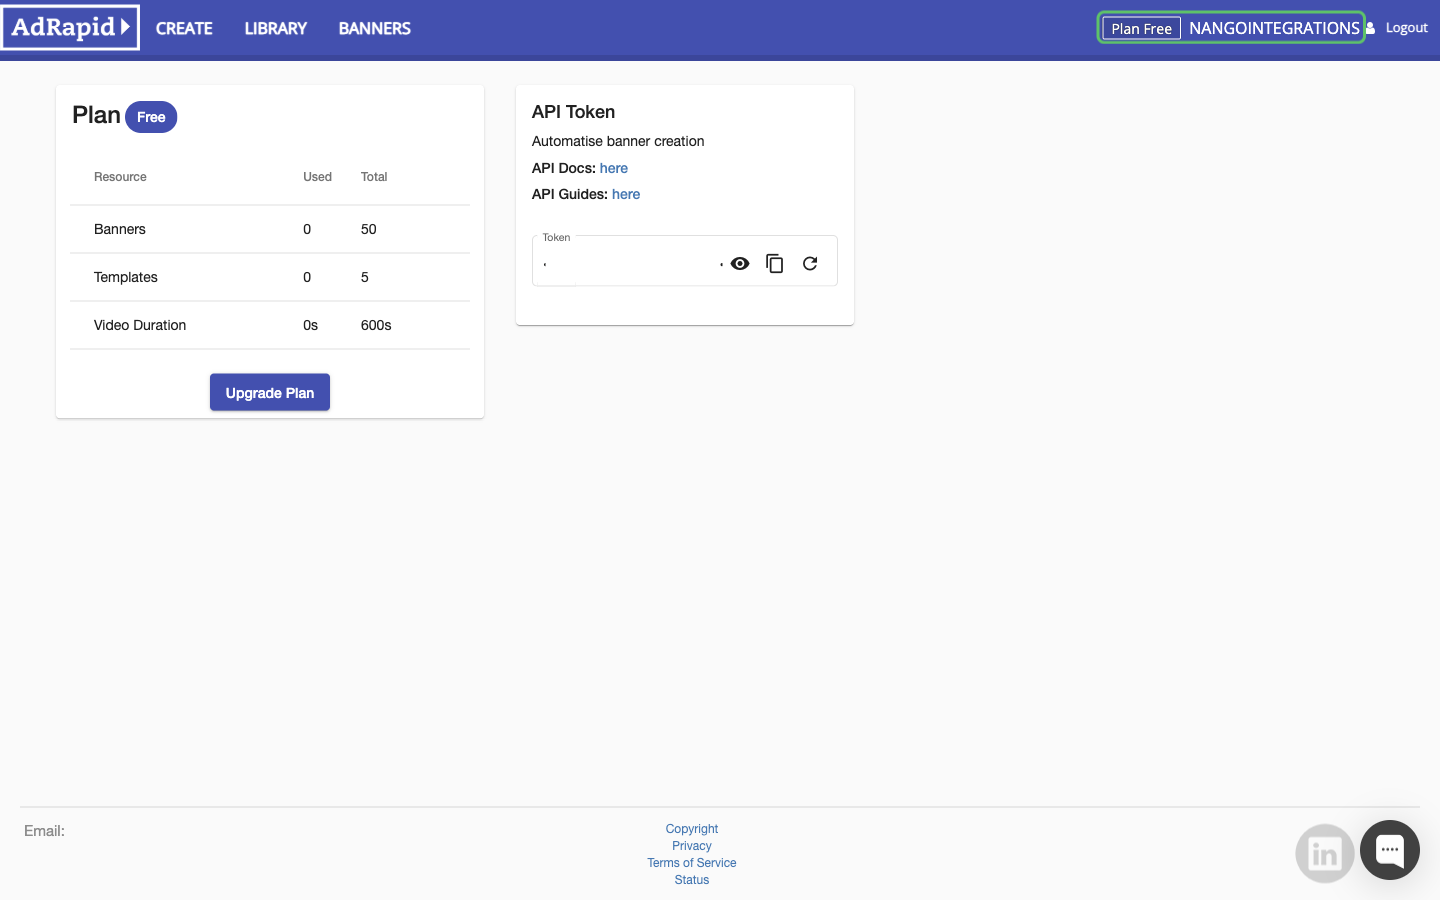 AdRapid CREATE LIBRARY BANNERS Plan Free NANGOINTEGRATIONS Logout
Plan Free
Resource Used Total
Banners 0 50
Templates 0 5
Video Duration 0s 600s
Upgrade Plan
API Token
Automatise banner creation
API Docs: here
API Guides: here
Token
Email:
Copyright
Privacy
Terms of Service
Status
in